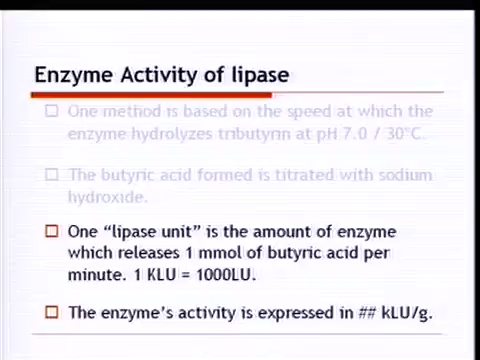 Enzyme Activity of lipase
One method is based on the speed at which the
enzyme hydrolyzes tributyrin at pH 7.0 / 30°C.
The butyric acid formed is titrated with sodium
hydroxide.
One “lipase unit” is the amount of enzyme
which releases 1 mmol of butyric acid per
minute. 1 KLU = 1000LU.
The enzyme’s activity is expressed in ## kLU/g.